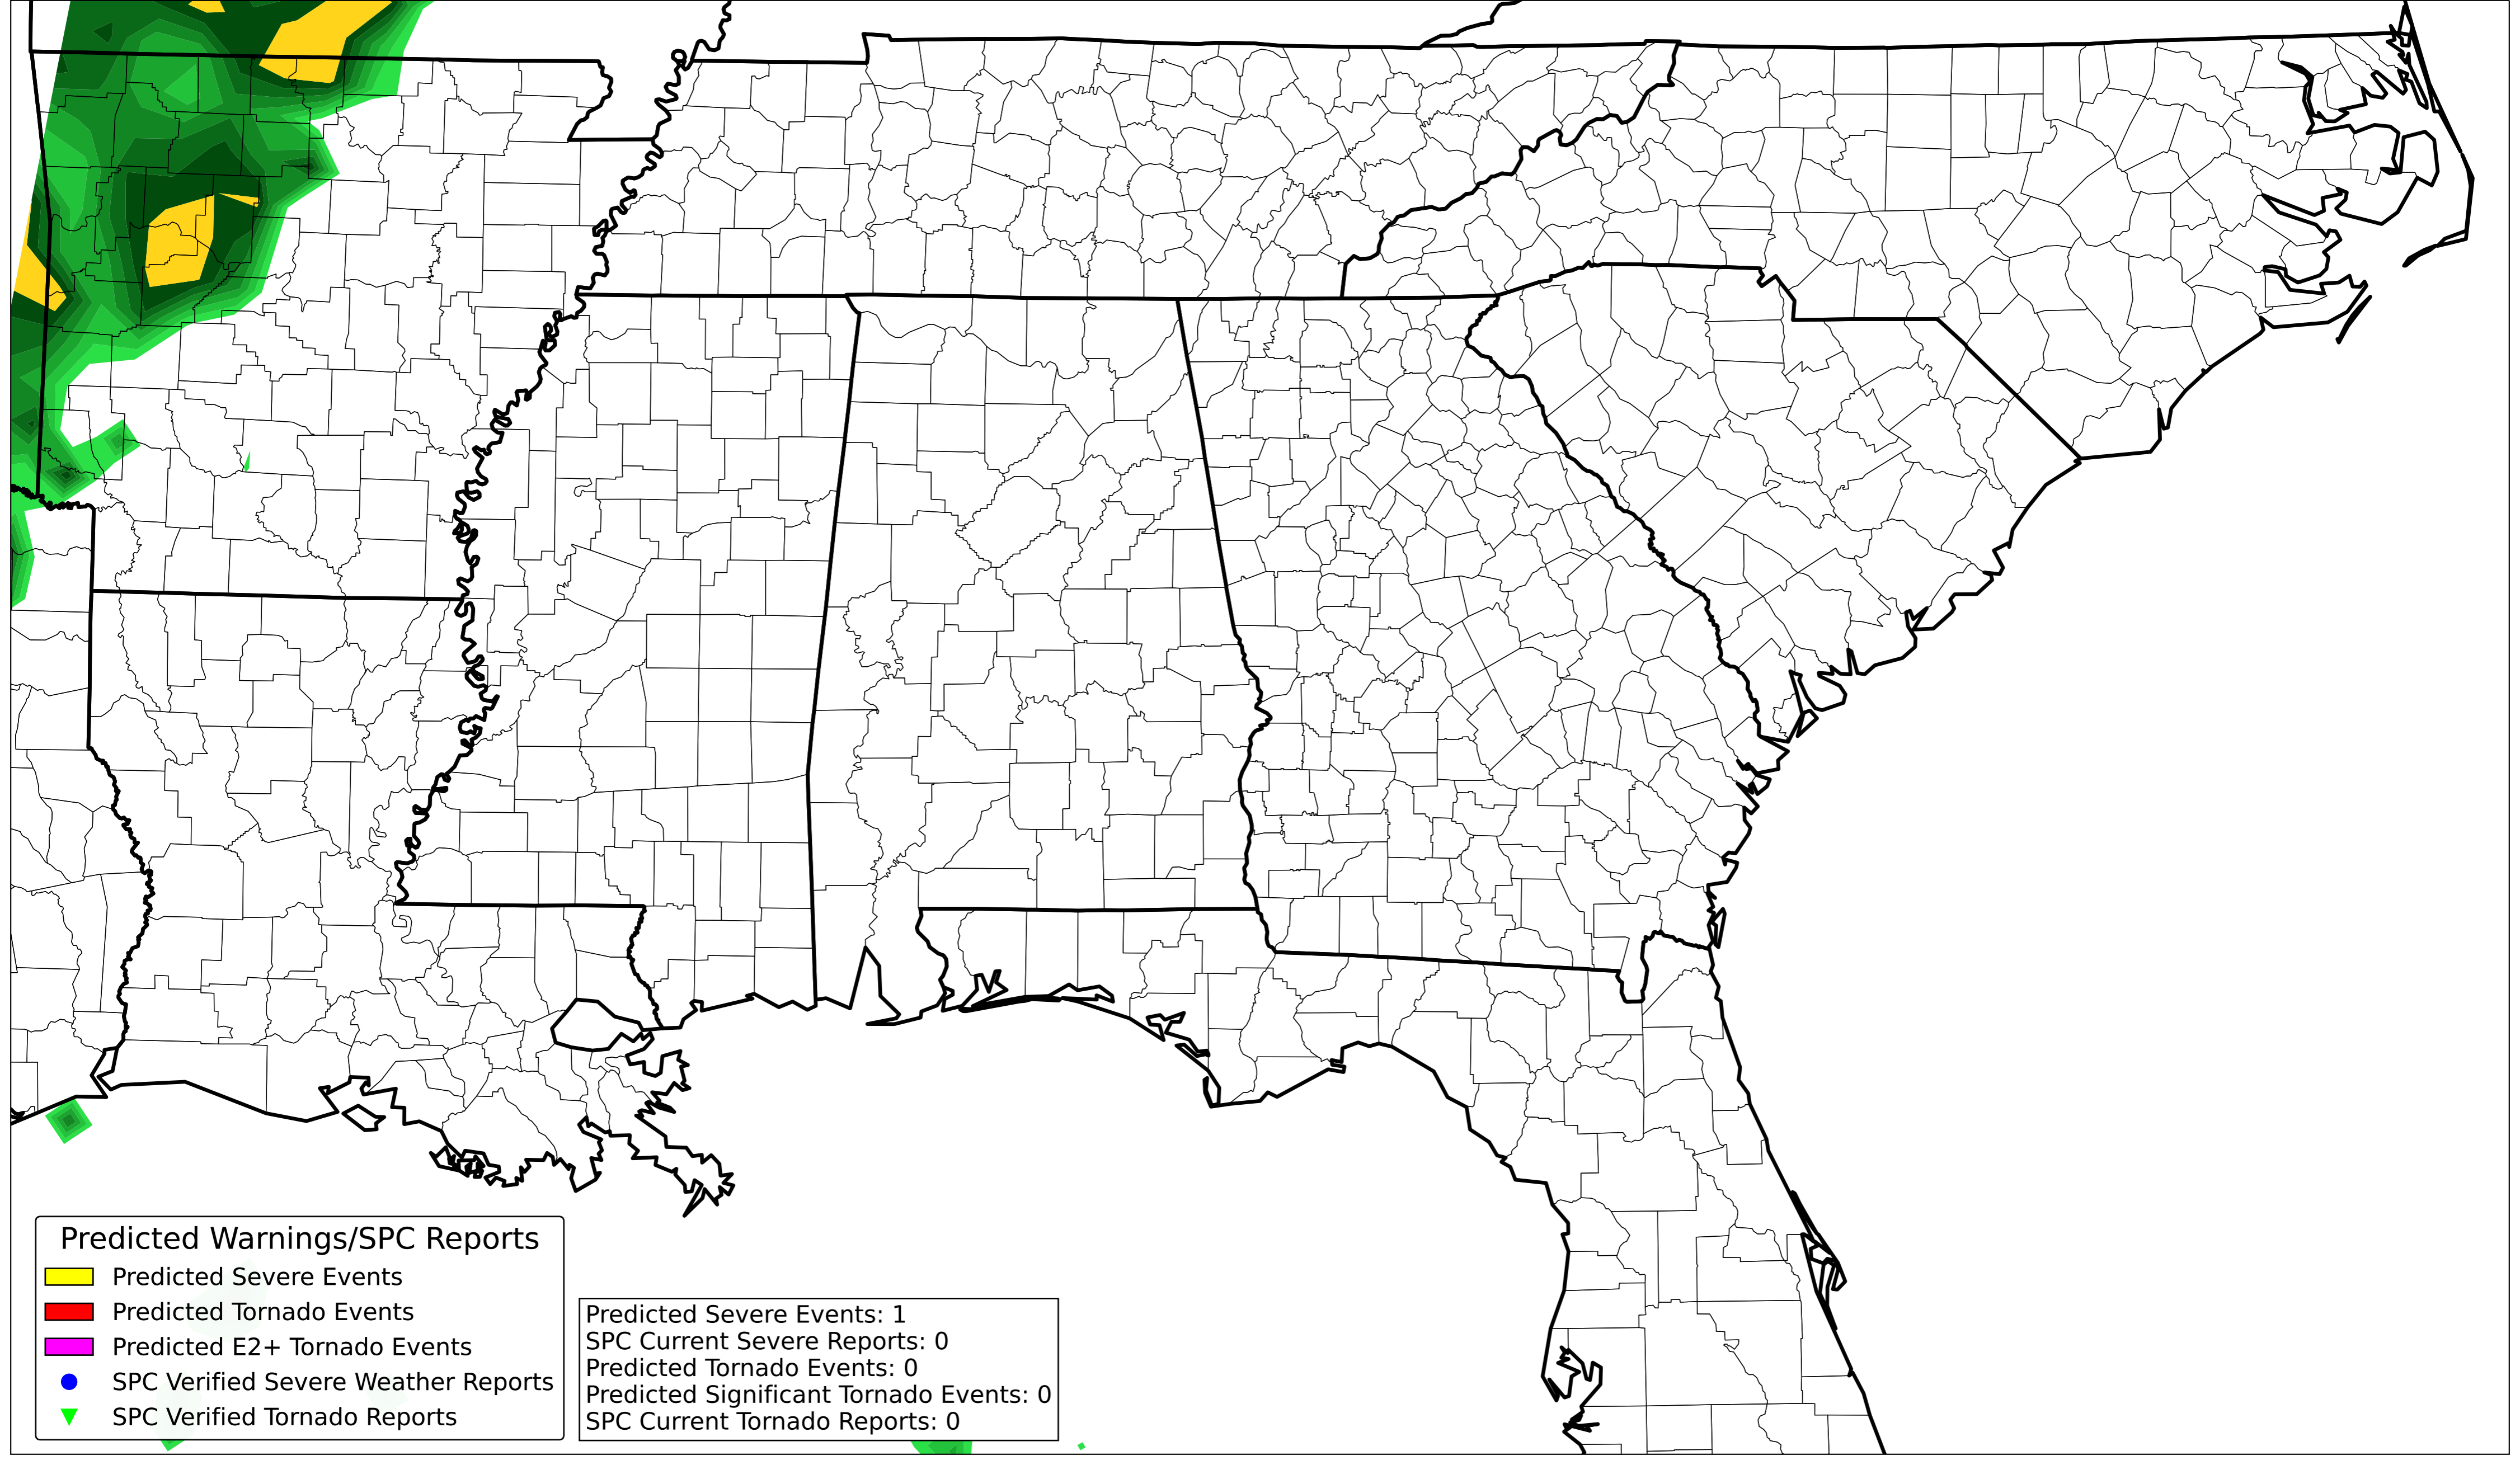 Predicted Warnings/SPC Reports
Predicted Severe Events
Predicted Tornado Events
Predicted E2+ Tornado Events
SPC Verified Severe Weather Reports
SPC Verified Tornado Reports
Predicted Severe Events: 1
SPC Current Severe Reports: 0
Predicted Tornado Events: 0
Predicted Significant Tornado Events: 0
SPC Current Tornado Reports: 0